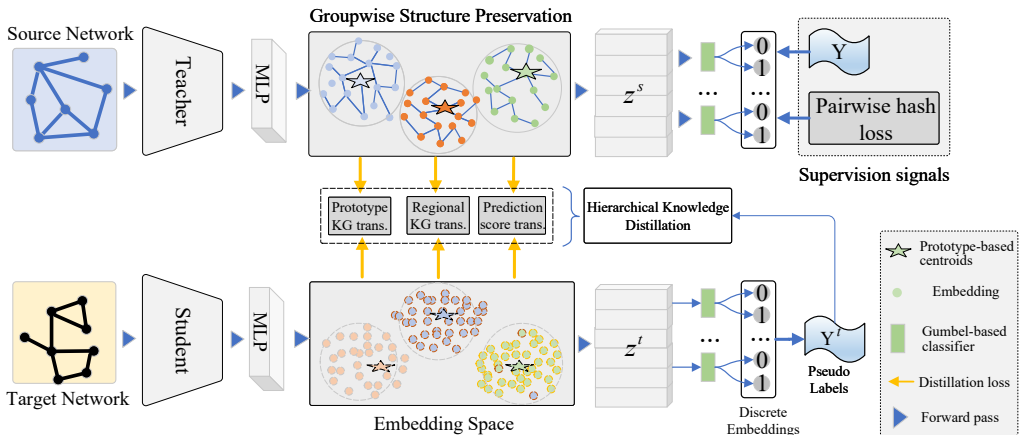 Groupwise Structure Preservation
Source Network
Teacher
MLP
z^s
0
1
...
...
0
1
Y
Pairwise hash
loss
Supervision signals
Prototype
KG trans.
Regional
KG trans.
Prediction
score trans.
Hierarchical Knowledge
Distillation
Target Network
Student
MLP
Embedding Space
z^t
0
1
...
...
0
1
Discrete
Embeddings
Y^t
Pseudo
Labels
Prototype-based
centroids
Embedding
Gumbel-based
classifier
Distillation loss
Forward pass